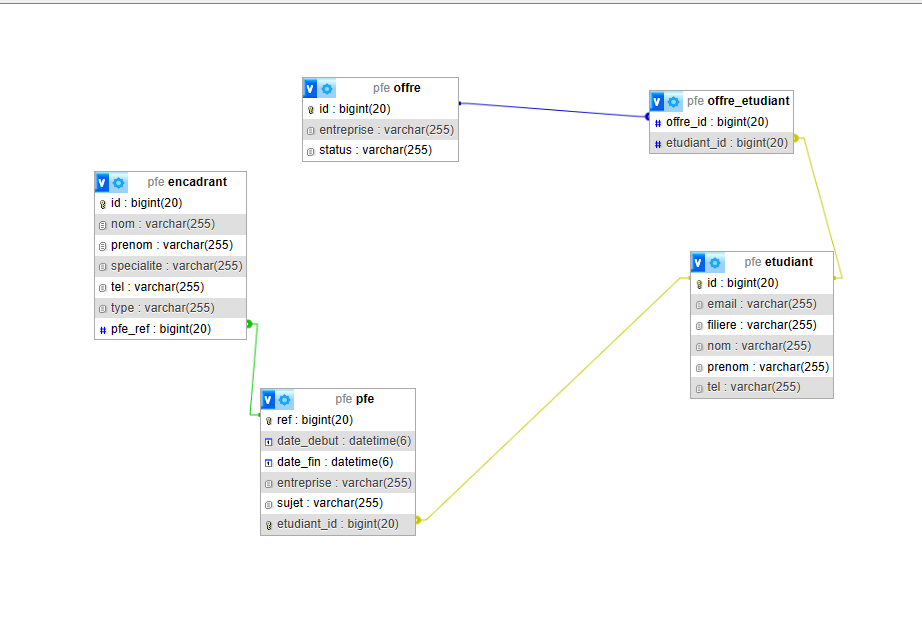 pfe offre
id : bigint(20)
entreprise : varchar(255)
status : varchar(255)
pfe offre_etudiant
offre_id : bigint(20)
etudiant_id : bigint(20)
pfe encadrant
id : bigint(20)
nom : varchar(255)
prenom : varchar(255)
specialite : varchar(255)
tel : varchar(255)
type : varchar(255)
pfe_ref : bigint(20)
pfe etudiant
id : bigint(20)
email : varchar(255)
filiere : varchar(255)
nom : varchar(255)
prenom : varchar(255)
tel : varchar(255)
pfe pfe
ref : bigint(20)
date_debut : datetime(6)
date_fin : datetime(6)
entreprise : varchar(255)
sujet : varchar(255)
etudiant_id : bigint(20)